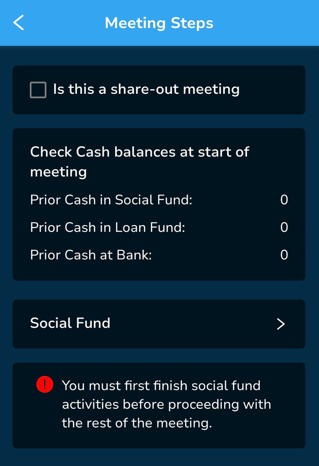 Meeting Steps
Is this a share-out meeting
Check Cash balances at start of
meeting
Prior Cash in Social Fund: 0
Prior Cash in Loan Fund: 0
Prior Cash at Bank: 0
Social Fund
You must first finish social fund
activities before proceeding with
the rest of the meeting.